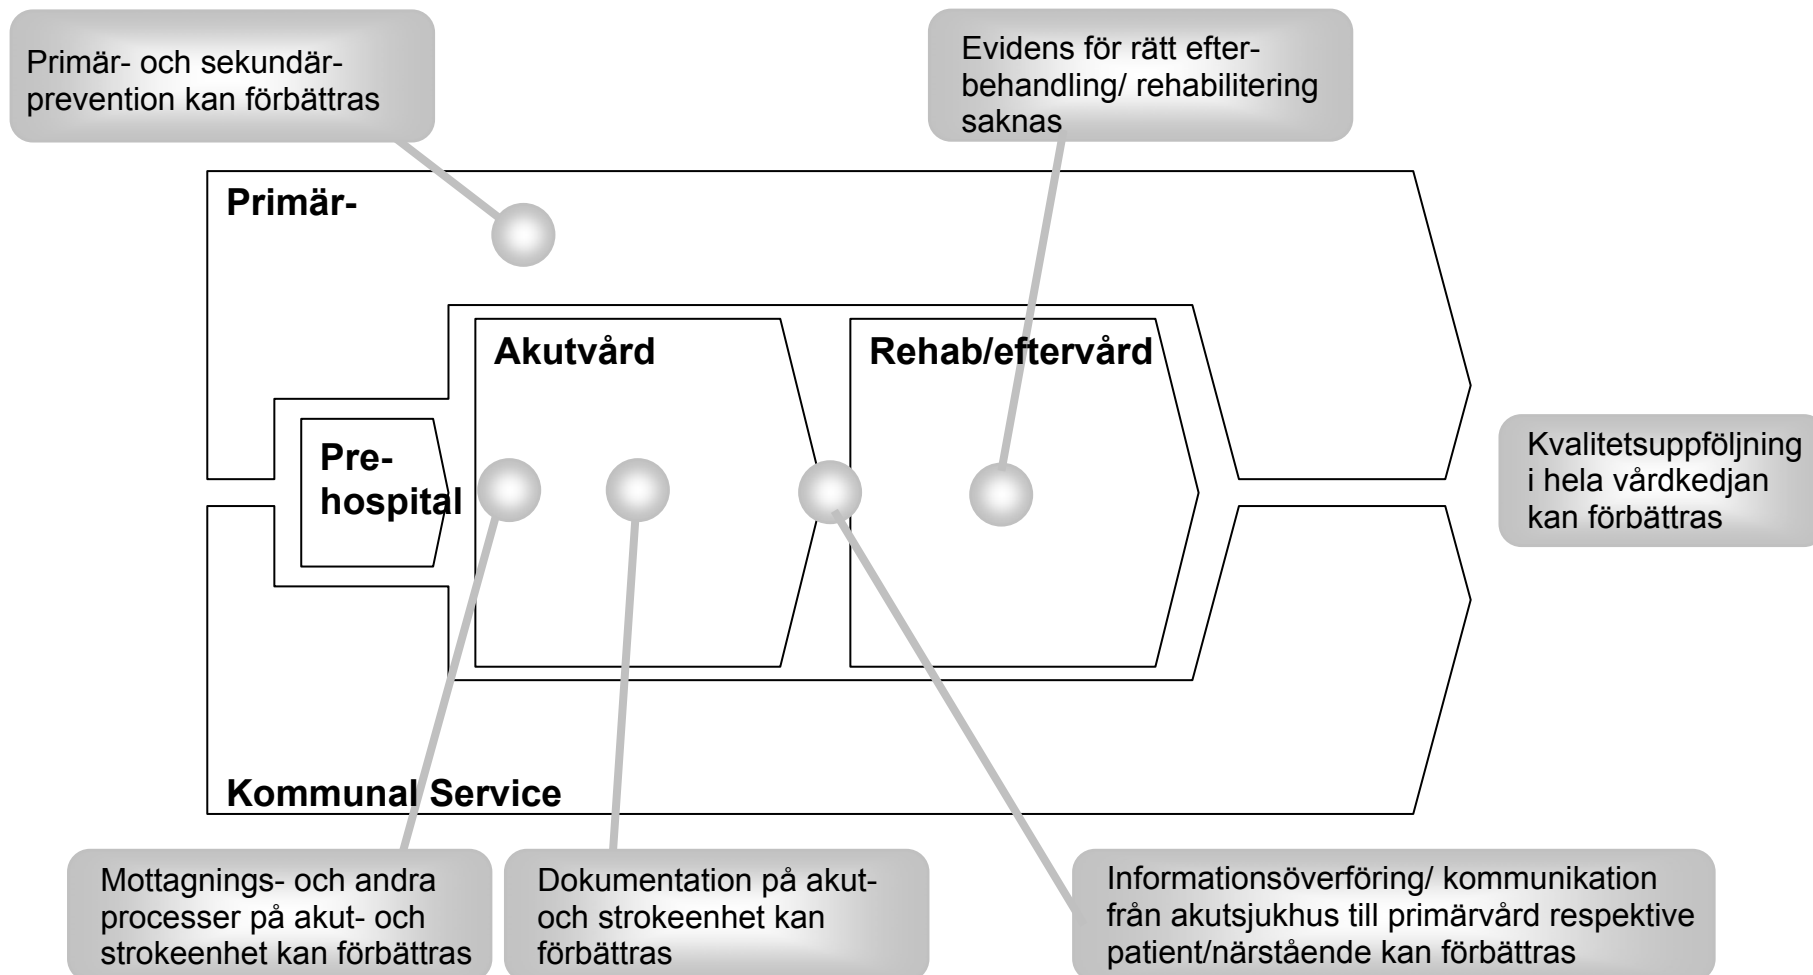 Primär- och sekundär-
prevention kan förbättras
Evidens för rätt efter-
behandling/ rehabilitering
saknas
Primär-
Akutvård
Rehab/eftervård
Pre-
hospital
Kvalitetsuppföljning
i hela vårdkedjan
kan förbättras
Kommunal Service
Mottagnings- och andra
processer på akut- och
strokeenhet kan förbättras
Dokumentation på akut-
och strokeenhet kan
förbättras
Informationsöverföring/ kommunikation
från akutsjukhus till primärvård respektive
patient/närstående kan förbättras